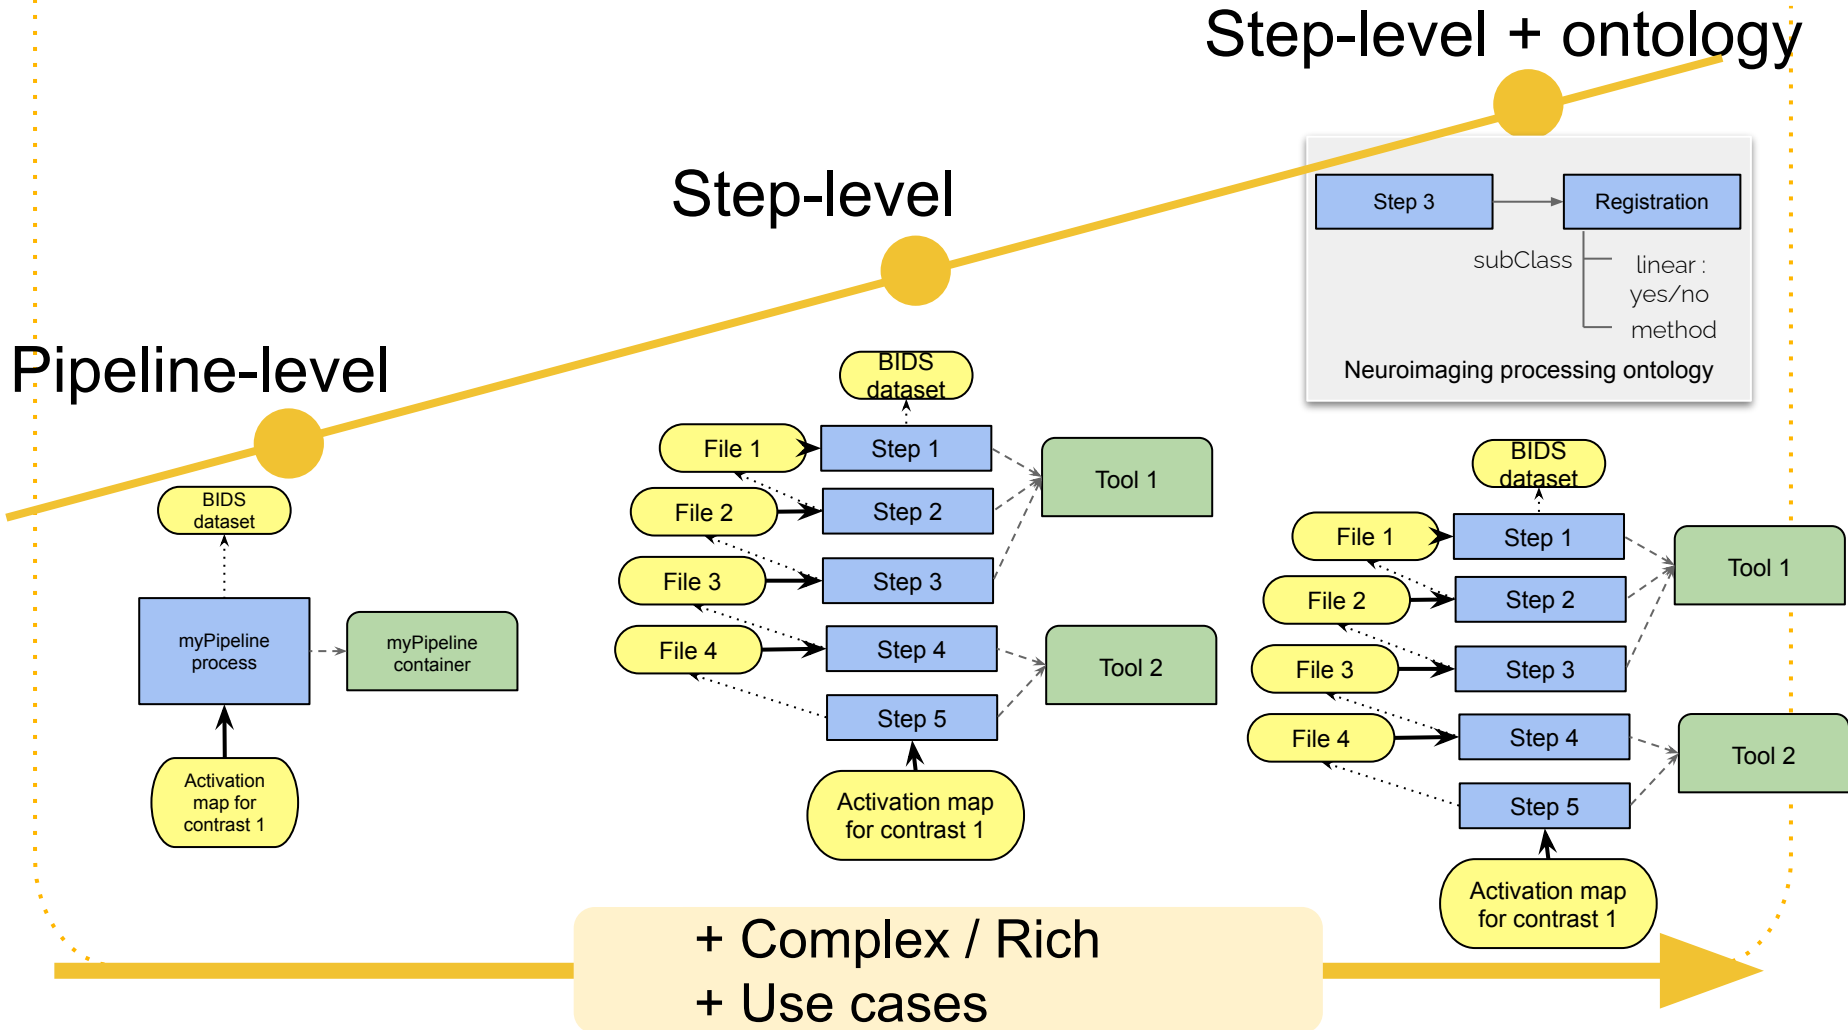 Step-level + ontology
Step-level
Pipeline-level
Step 3
Registration
subClass
linear :
yes/no
method
Neuroimaging processing ontology
BIDS
dataset
myPipeline
process
myPipeline
container
Activation
map for
contrast 1
BIDS
dataset
File 1
Step 1
File 2
Step 2
File 3
Step 3
File 4
Step 4
Step 5
Tool 1
Tool 2
Activation map
for contrast 1
BIDS
dataset
File 1
Step 1
File 2
Step 2
File 3
Step 3
File 4
Step 4
Step 5
Tool 1
Tool 2
Activation map
for contrast 1
+ Complex / Rich
+ Use cases